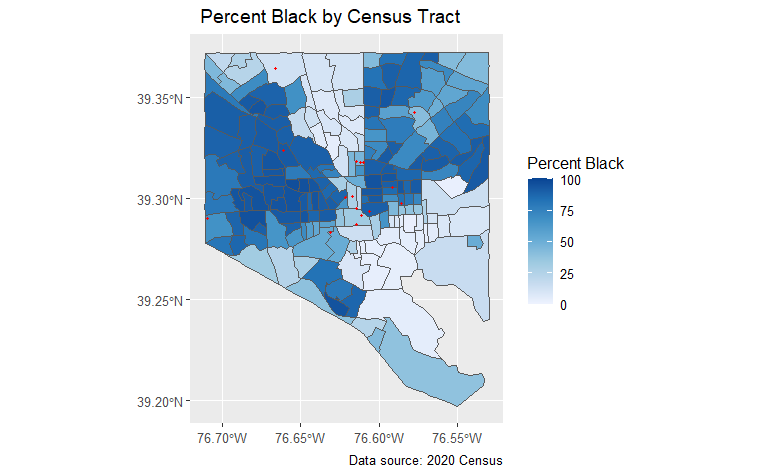 Percent Black by Census Tract
39.35°N
39.30°N
39.25°N
39.20°N
76.70°W
76.65°W
76.60°W
76.55°W
Percent Black
100
75
50
25
0
Data source: 2020 Census